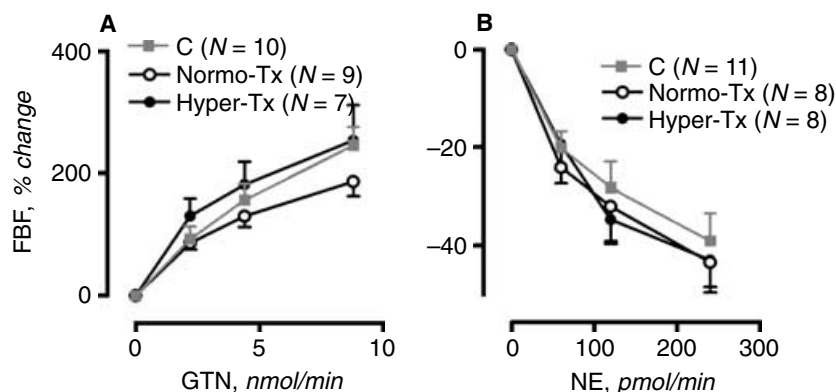 A
C (N = 10)
Normo-Tx (N = 9)
Hyper-Tx (N = 7)
400
200
0
FBF, % change
0
5
10
GTN, nmol/min
B
C (N = 11)
Normo-Tx (N = 8)
Hyper-Tx (N = 8)
0
−20
−40
0
100
200
300
NE, pmol/min